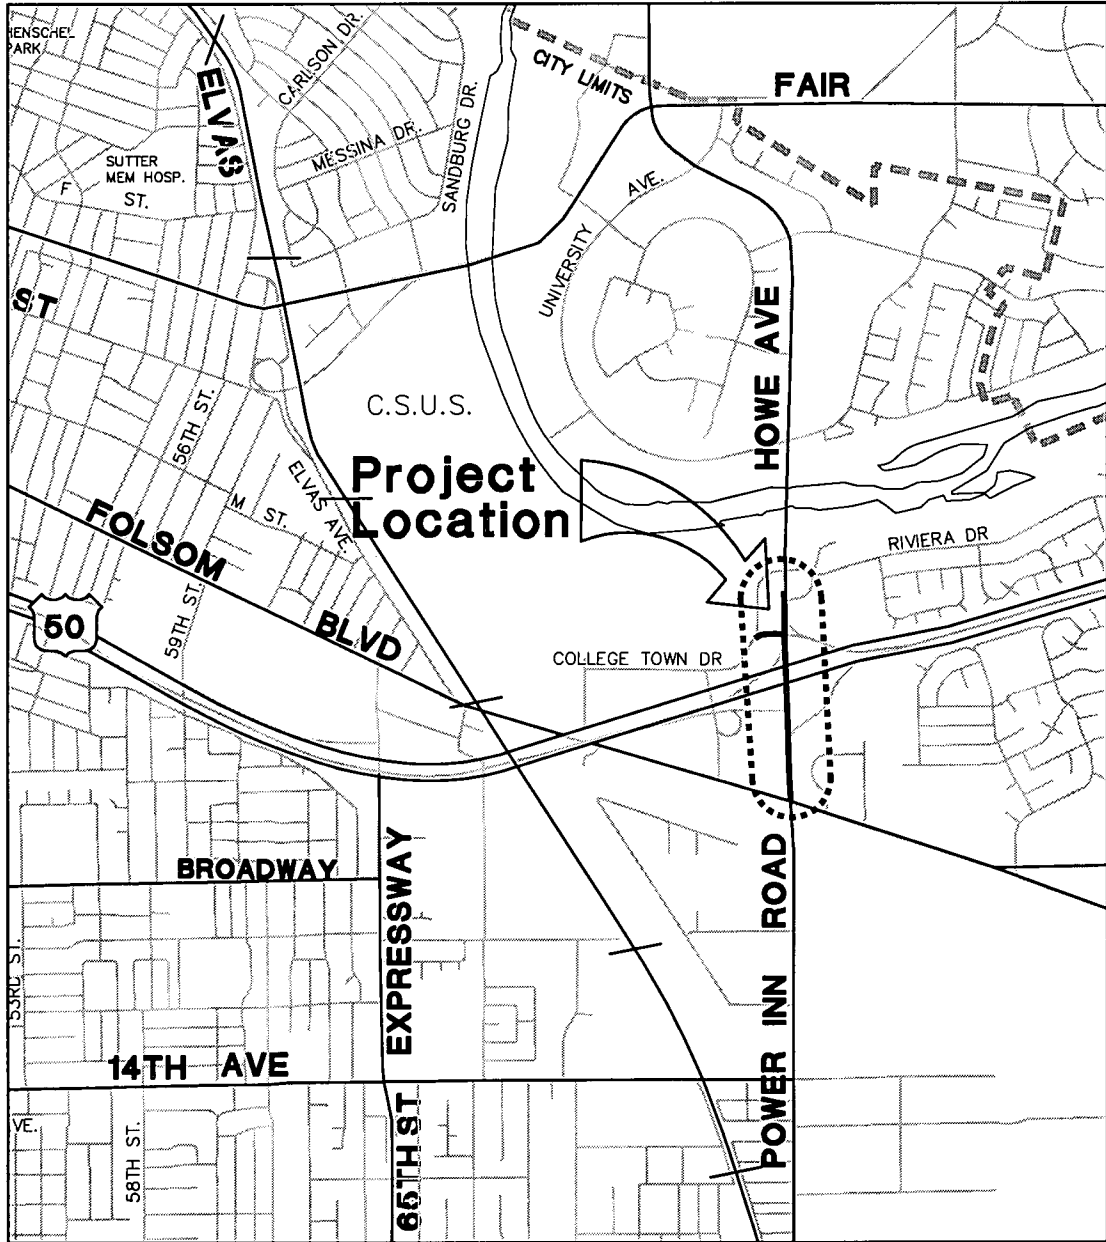 HENSCHEL
PARK
ELVAS
CARLSON DR.
MESSINA DR.
SANDBURG DR.
CITY LIMITS
FAIR
SUTTER
MEM HOSP.
F ST.
UNIVERSITY AVE.
ST
HOWE AVE
C.S.U.S.
56TH ST.
ELVAS AVE.
M ST.
Project
Location
FOLSOM BLVD
RIVIERA DR
50
59TH ST.
COLLEGE TOWN DR
BROADWAY
EXPRESSWAY
POWER INN ROAD
53RD ST.
14TH AVE
VE.
58TH ST.
65TH ST